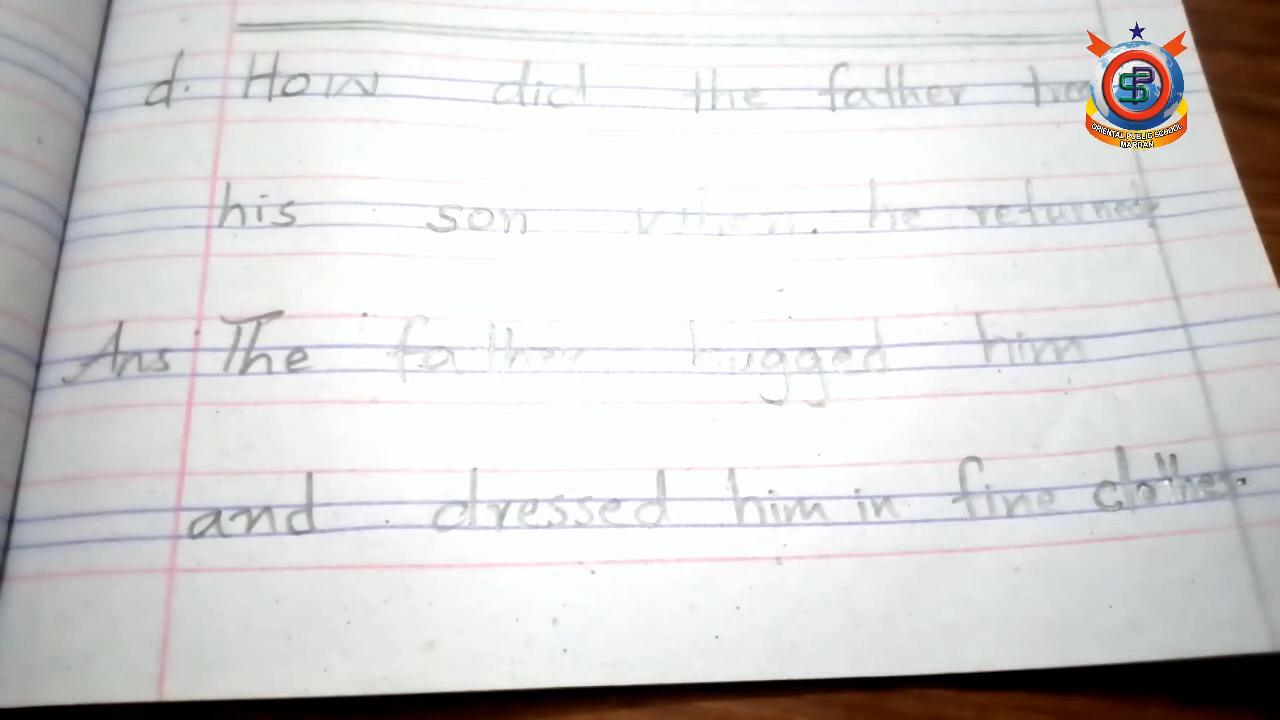 d. How did the father
his son when he returned
Ans The father hugged him
and dressed him in fine clothes.
ORIENTAL PUBLIC SCHOOL
MARDAN